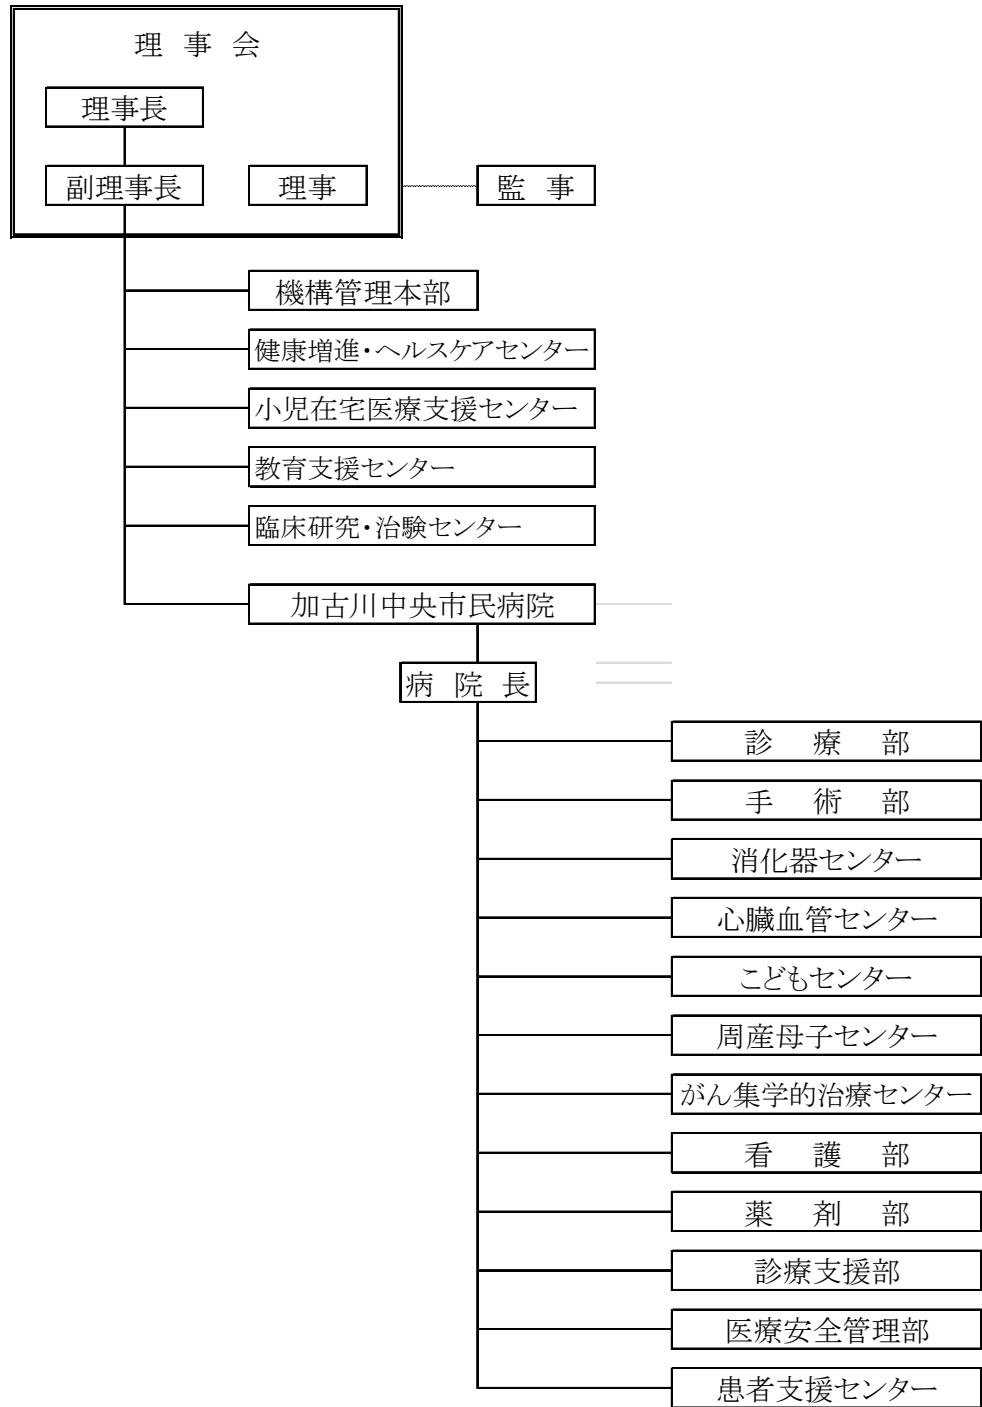 理事会
理事長
副理事長
理事
監事
機構管理本部
健康増進・ヘルスケアセンター
小児在宅医療支援センター
教育支援センター
臨床研究・治験センター
加古川中央市民病院
病院長
診療部
手術部
消化器センター
心臓血管センター
こどもセンター
周産母子センター
がん集学的治療センター
看護部
薬剤部
診療支援部
医療安全管理部
患者支援センター